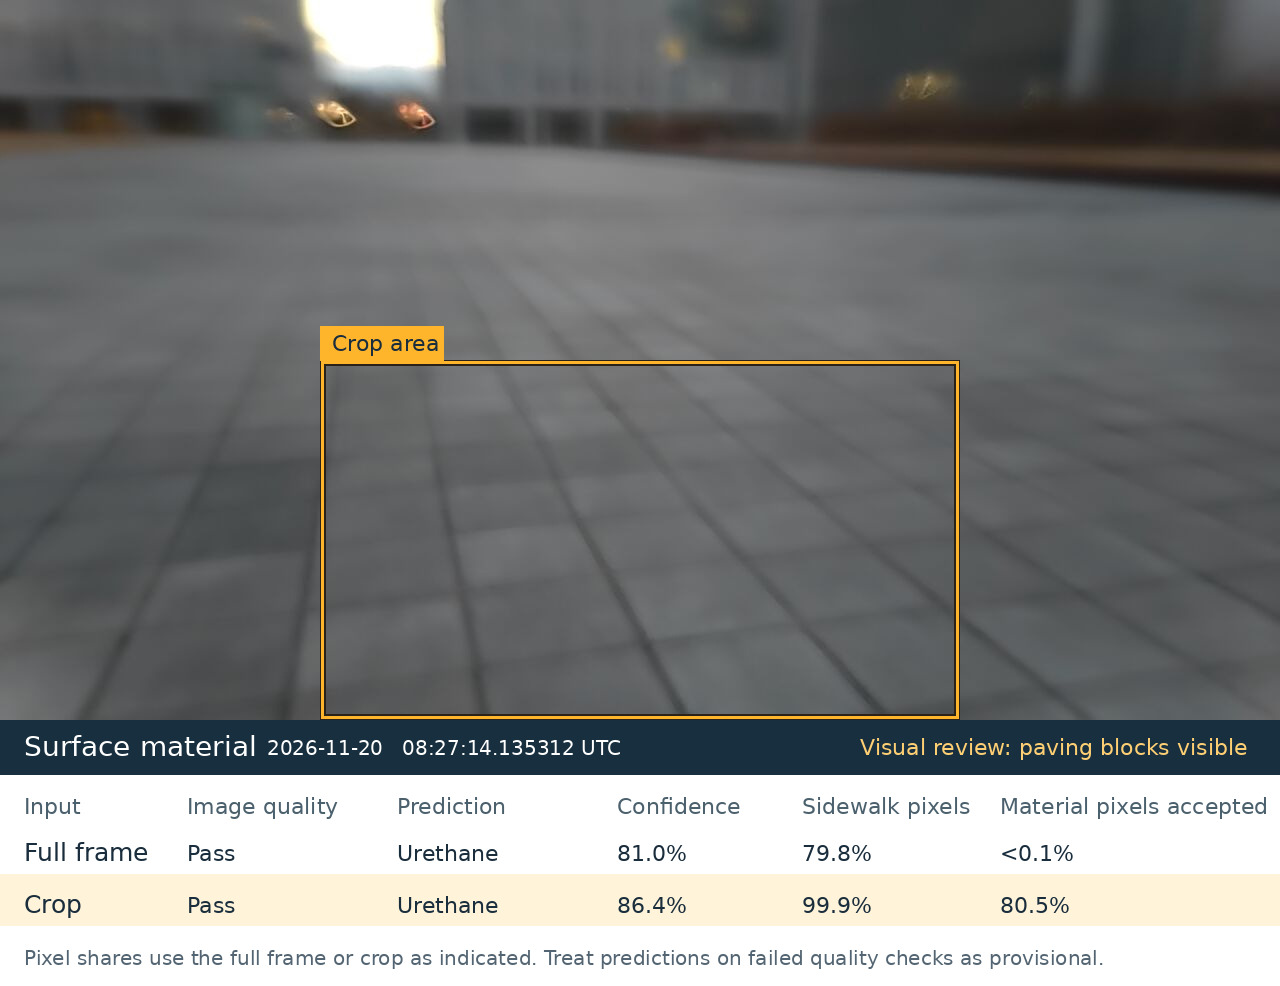 Crop area
Surface material 2026-11-20 08:27:14.135312 UTC Visual review: paving blocks visible
Input Image quality Prediction Confidence Sidewalk pixels Material pixels accepted
Full frame Pass Urethane 81.0% 79.8% <0.1%
Crop Pass Urethane 86.4% 99.9% 80.5%
Pixel shares use the full frame or crop as indicated. Treat predictions on failed quality checks as provisional.